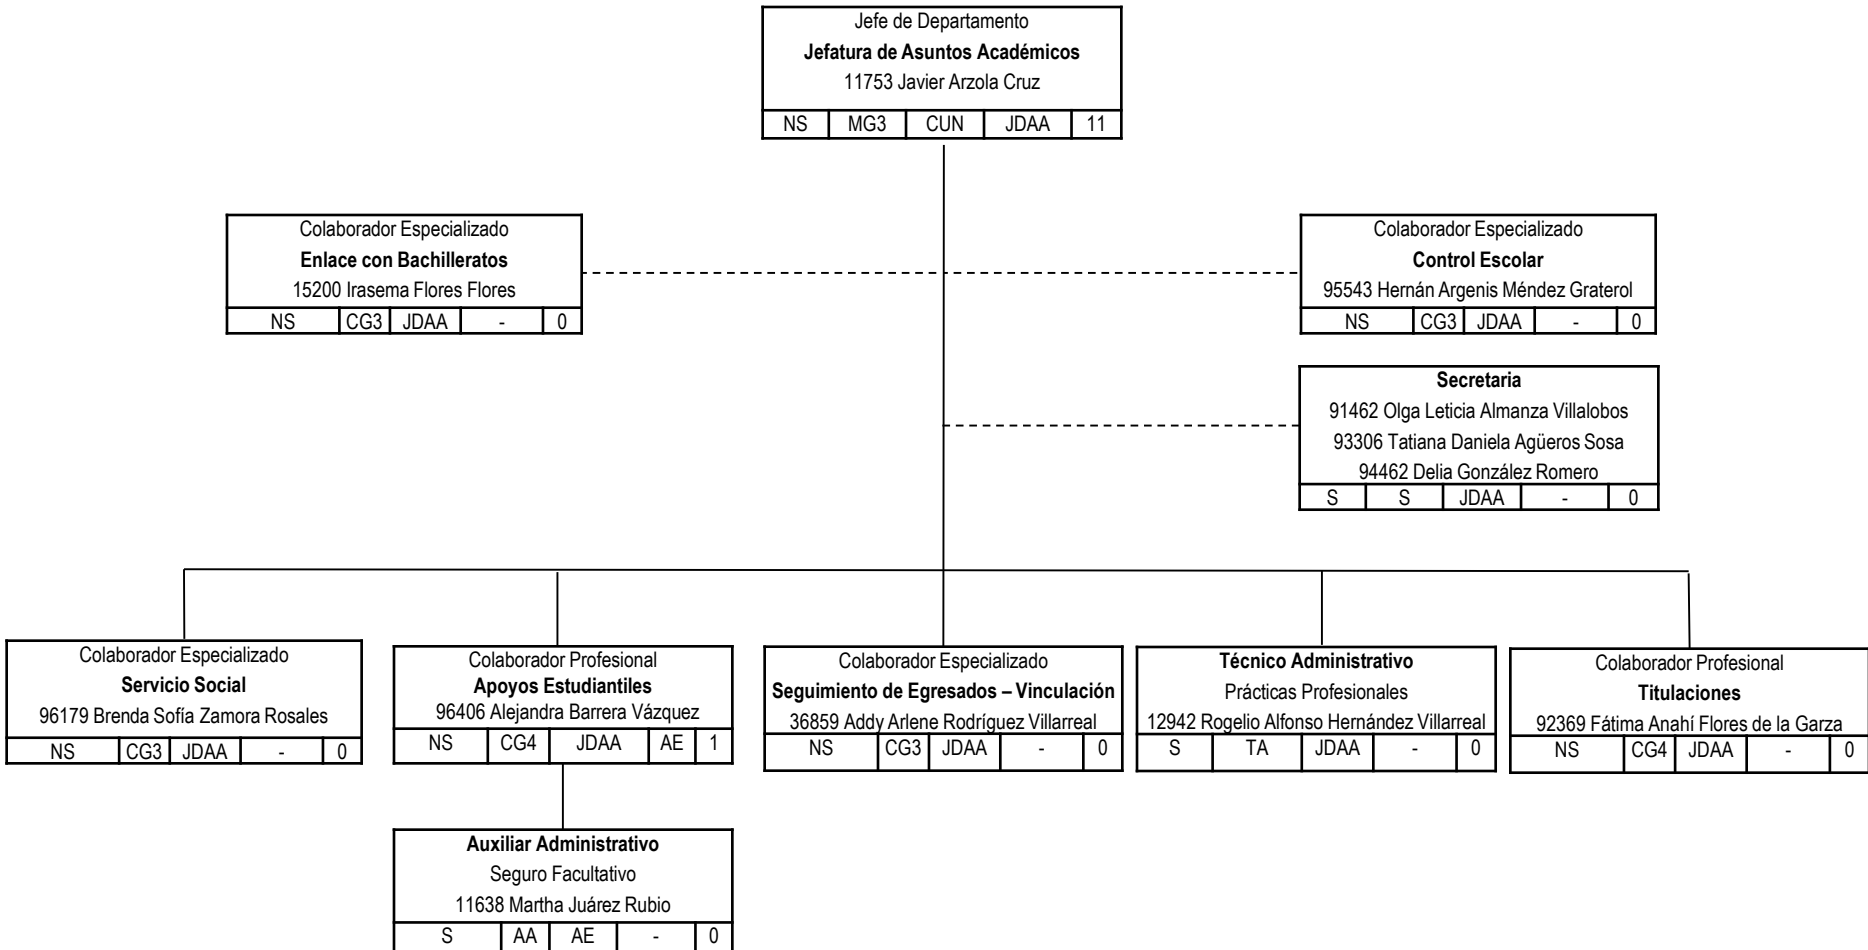 Jefe de Departamento
Jefatura de Asuntos Académicos
11753 Javier Arzola Cruz
NS MG3 CUN JDAA 11
Colaborador Especializado
Enlace con Bachilleratos
15200 Irasema Flores Flores
NS CG3 JDAA - 0
Colaborador Especializado
Control Escolar
95543 Hernán Argenis Méndez Graterol
NS CG3 JDAA - 0
Secretaria
91462 Olga Leticia Almanza Villalobos
93306 Tatiana Daniela Agüeros Sosa
94462 Delia González Romero
S S JDAA - 0
Colaborador Especializado
Servicio Social
96179 Brenda Sofía Zamora Rosales
NS CG3 JDAA - 0
Colaborador Profesional
Apoyos Estudiantiles
96406 Alejandra Barrera Vázquez
NS CG4 JDAA AE 1
Colaborador Especializado
Seguimiento de Egresados – Vinculación
36859 Addy Arlene Rodríguez Villarreal
NS CG3 JDAA - 0
Técnico Administrativo
Prácticas Profesionales
12942 Rogelio Alfonso Hernández Villarreal
S TA JDAA - 0
Colaborador Profesional
Titulaciones
92369 Fátima Anahí Flores de la Garza
NS CG4 JDAA - 0
Auxiliar Administrativo
Seguro Facultativo
11638 Martha Juárez Rubio
S AA AE - 0